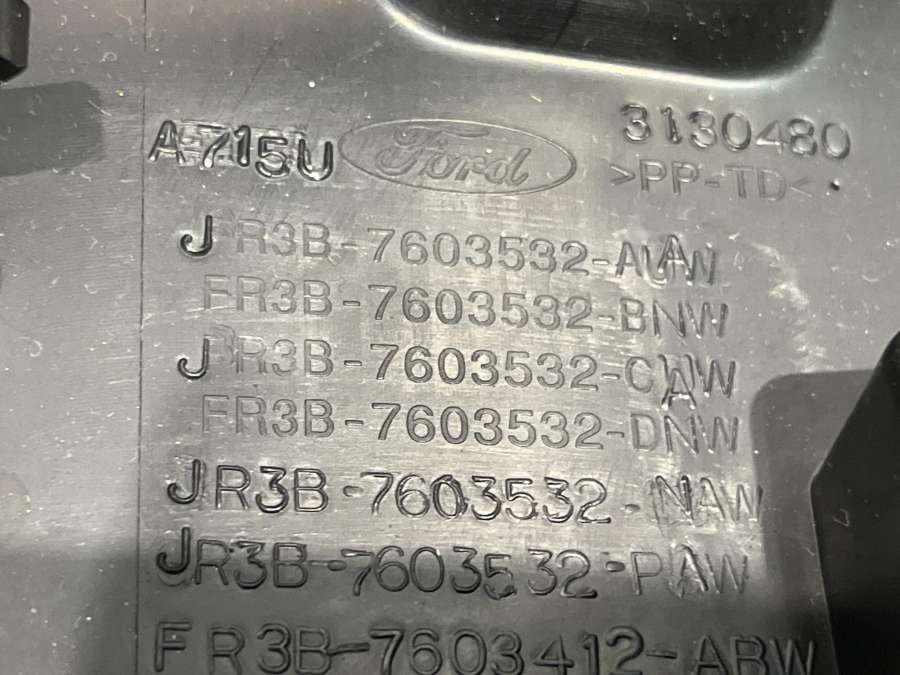 A715U Ford 3130480
>PP-TD<
JR3B-7603532-AAW
FR3B-7603532-BNW
JR3B-7603532-CAW
FR3B-7603532-DNW
JR3B-7603532-NAW
JR3B-7603532-PAW
FR3B-7603412-ABW